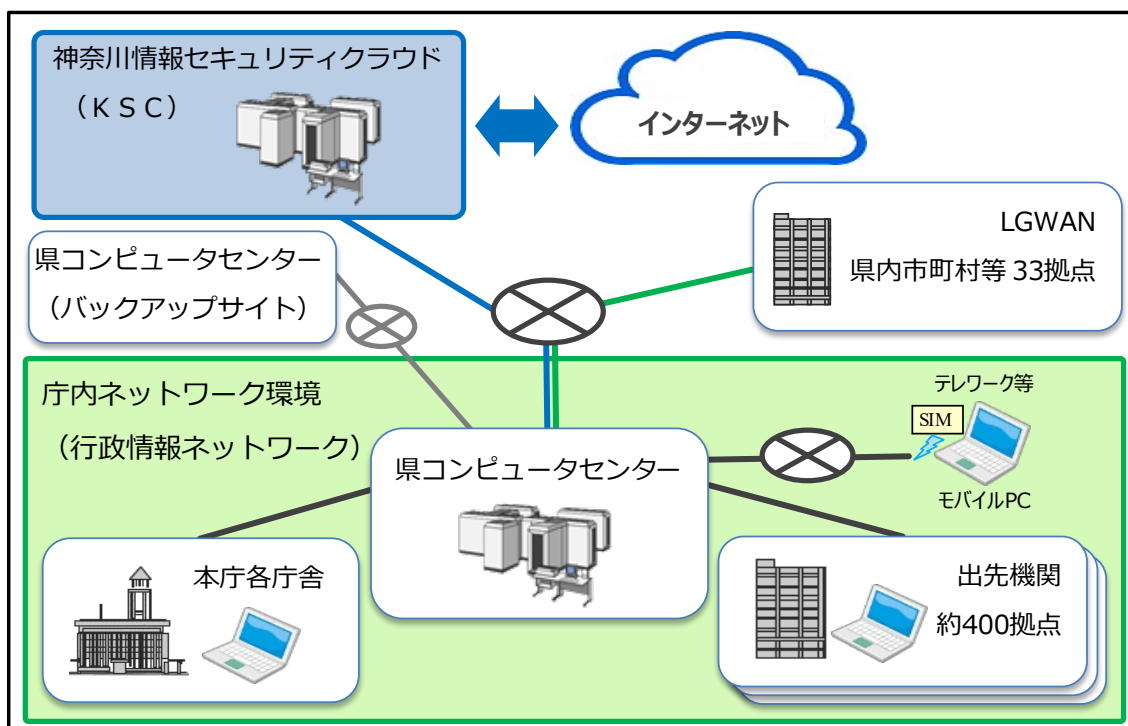 神奈川情報セキュリティクラウド
（ＫＳＣ）
インターネット
LGWAN
県内市町村等 33拠点
県コンピュータセンター
（バックアップサイト）
庁内ネットワーク環境
（行政情報ネットワーク）
テレワーク等
SIM
モバイルPC
県コンピュータセンター
本庁各庁舎
出先機関
約400拠点